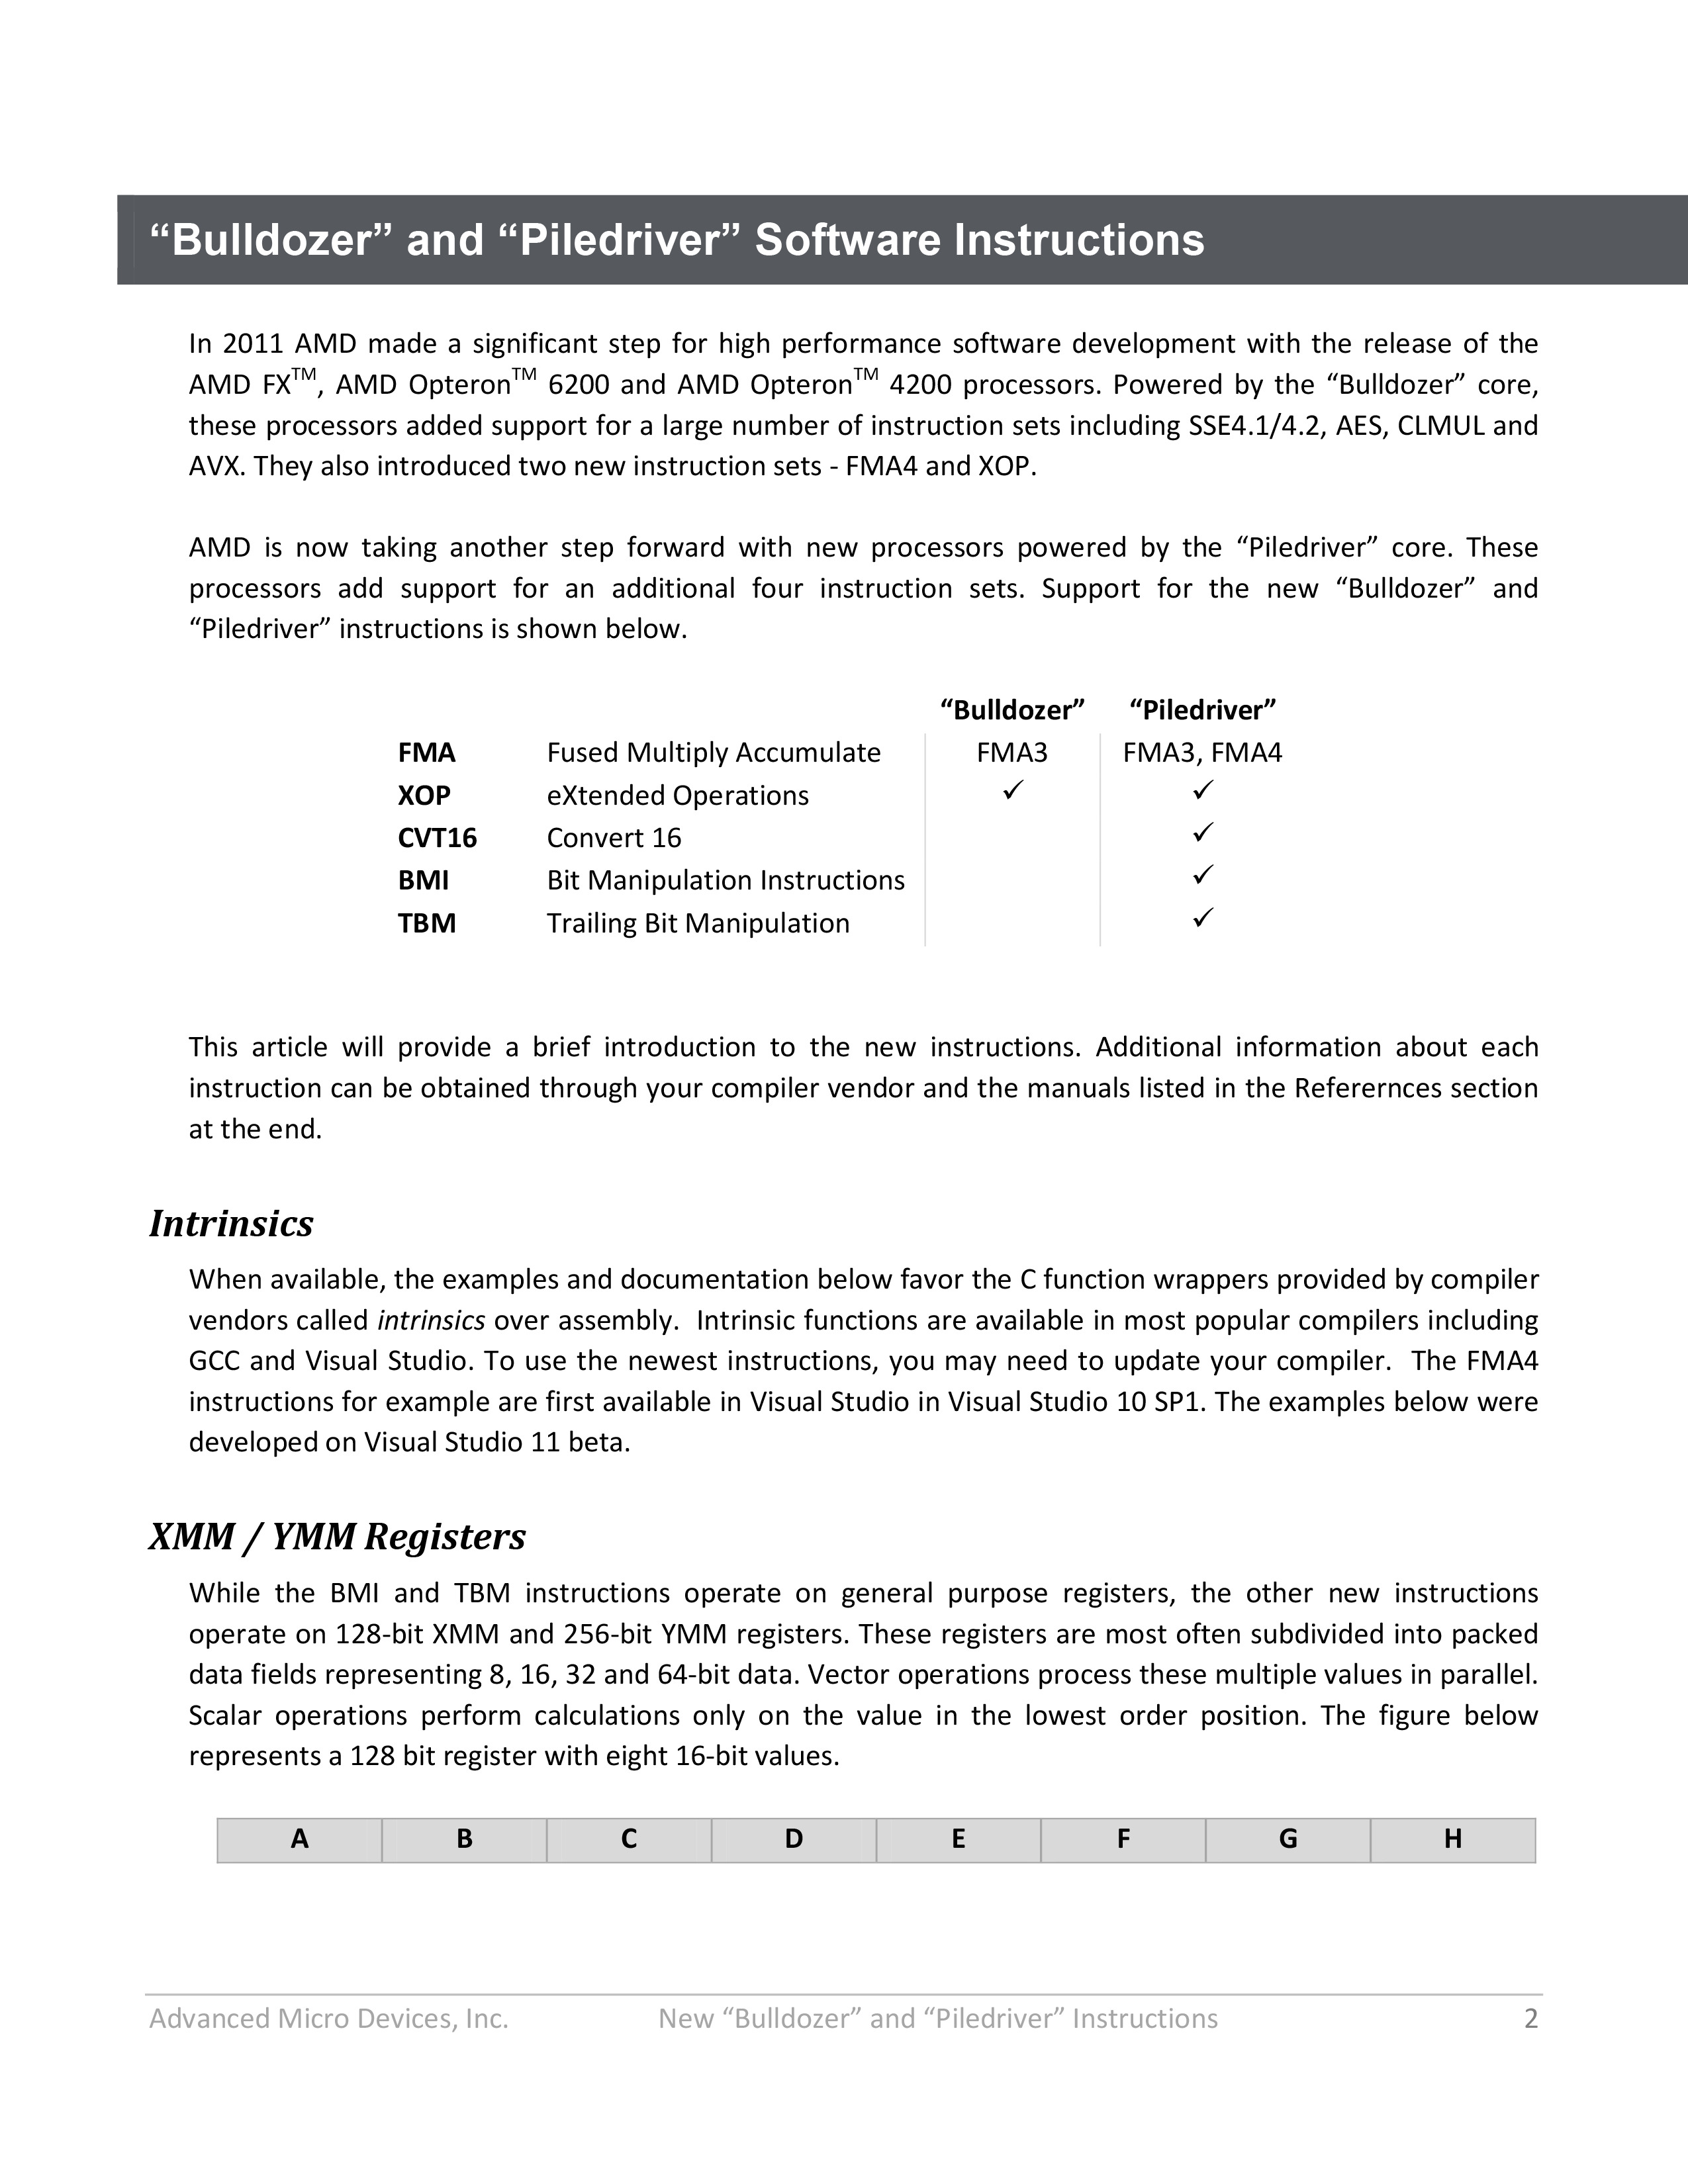 “Bulldozer” and “Piledriver” Software Instructions
In 2011 AMD made a significant step for high performance software development with the release of the
AMD FX™, AMD Opteron™ 6200 and AMD Opteron™ 4200 processors. Powered by the “Bulldozer” core,
these processors added support for a large number of instruction sets including SSE4.1/4.2, AES, CLMUL and
AVX. They also introduced two new instruction sets - FMA4 and XOP.
AMD is now taking another step forward with new processors powered by the “Piledriver” core. These
processors add support for an additional four instruction sets. Support for the new “Bulldozer” and
“Piledriver” instructions is shown below.
“Bulldozer” “Piledriver”
FMA Fused Multiply Accumulate FMA3 FMA3, FMA4
XOP eXtended Operations ✓ ✓
CVT16 Convert 16 ✓
BMI Bit Manipulation Instructions ✓
TBM Trailing Bit Manipulation ✓
This article will provide a brief introduction to the new instructions. Additional information about each
instruction can be obtained through your compiler vendor and the manuals listed in the Referernces section
at the end.
Intrinsics
When available, the examples and documentation below favor the C function wrappers provided by compiler
vendors called intrinsics over assembly. Intrinsic functions are available in most popular compilers including
GCC and Visual Studio. To use the newest instructions, you may need to update your compiler. The FMA4
instructions for example are first available in Visual Studio in Visual Studio 10 SP1. The examples below were
developed on Visual Studio 11 beta.
XMM / YMM Registers
While the BMI and TBM instructions operate on general purpose registers, the other new instructions
operate on 128-bit XMM and 256-bit YMM registers. These registers are most often subdivided into packed
data fields representing 8, 16, 32 and 64-bit data. Vector operations process these multiple values in parallel.
Scalar operations perform calculations only on the value in the lowest order position. The figure below
represents a 128 bit register with eight 16-bit values.
A B C D E F G H
Advanced Micro Devices, Inc. New “Bulldozer” and “Piledriver” Instructions 2